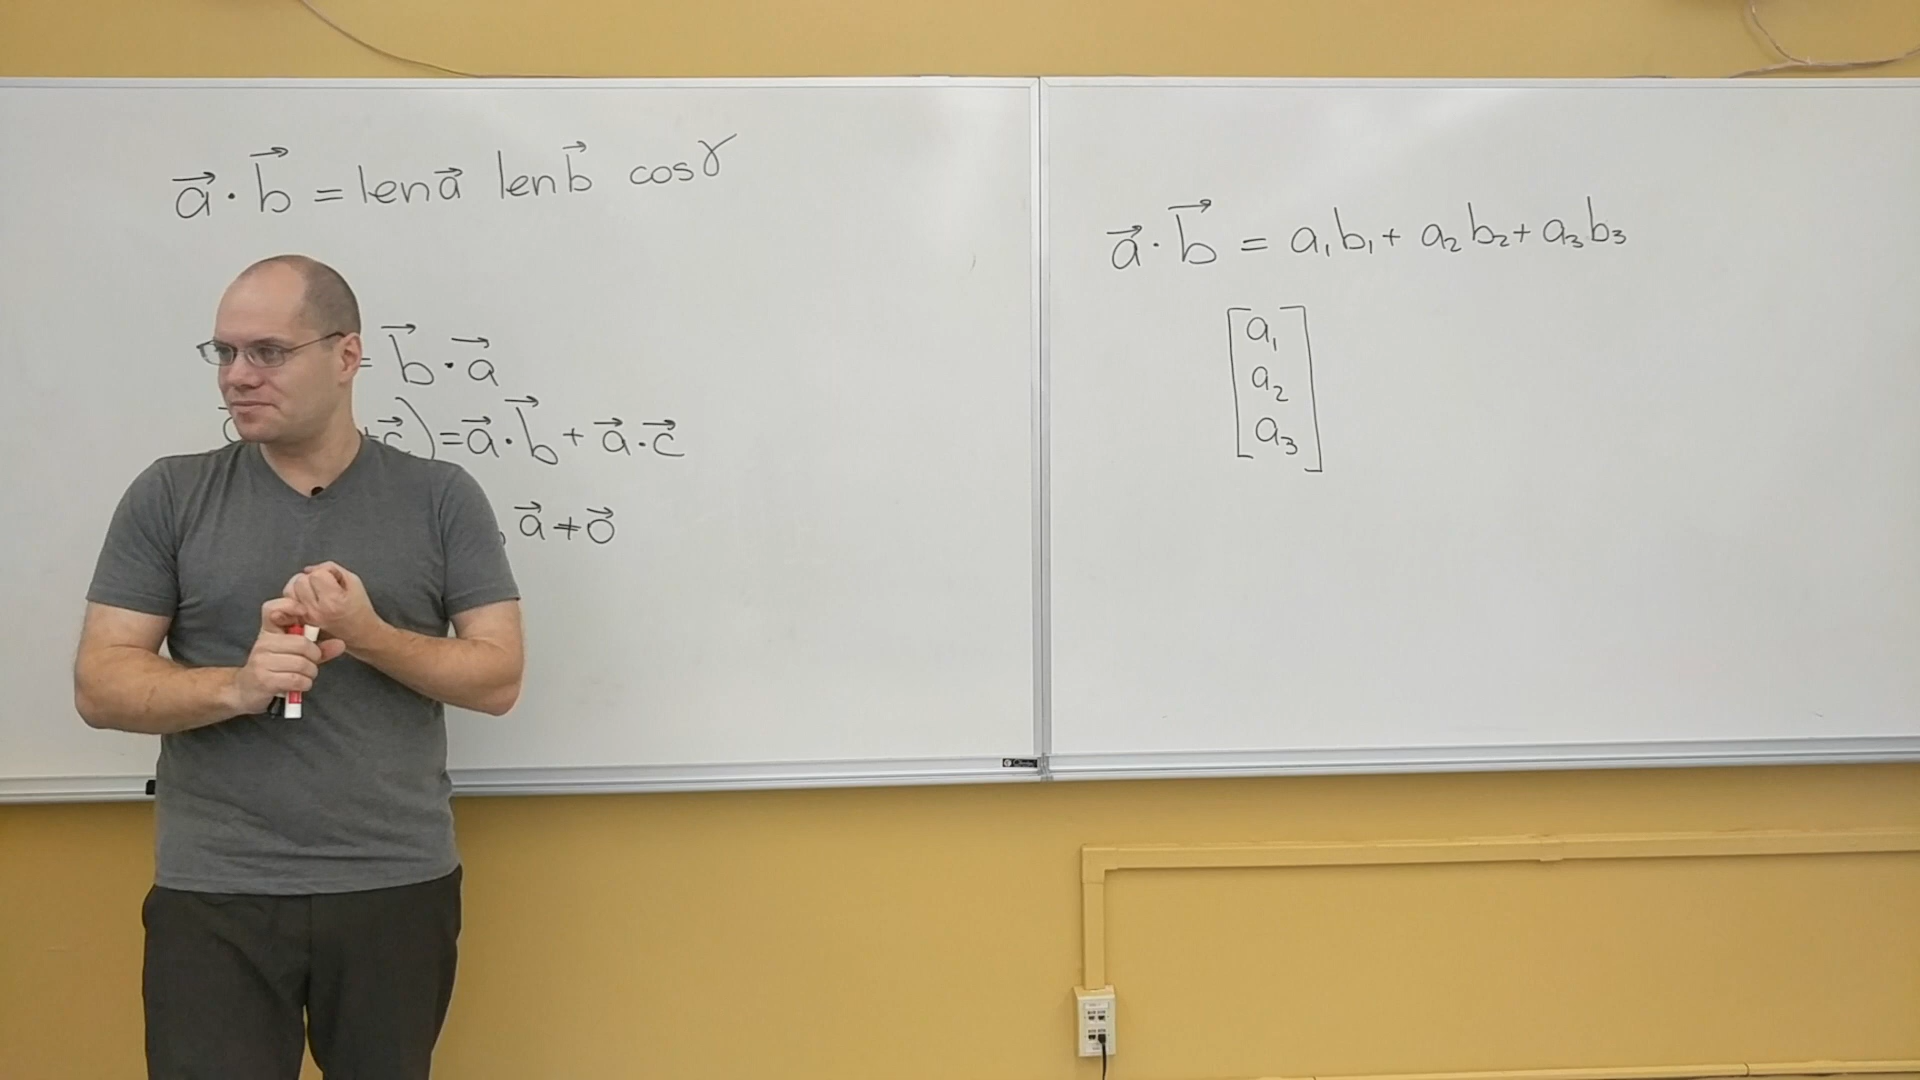 a⃗ · b⃗ = len a⃗ len b⃗ cos γ
= b⃗ · a⃗
+ c⃗) = a⃗ · b⃗ + a⃗ · c⃗
, a⃗ ≠ 0⃗
a⃗ · b⃗ = a₁b₁ + a₂b₂ + a₃b₃
a₁
a₂
a₃